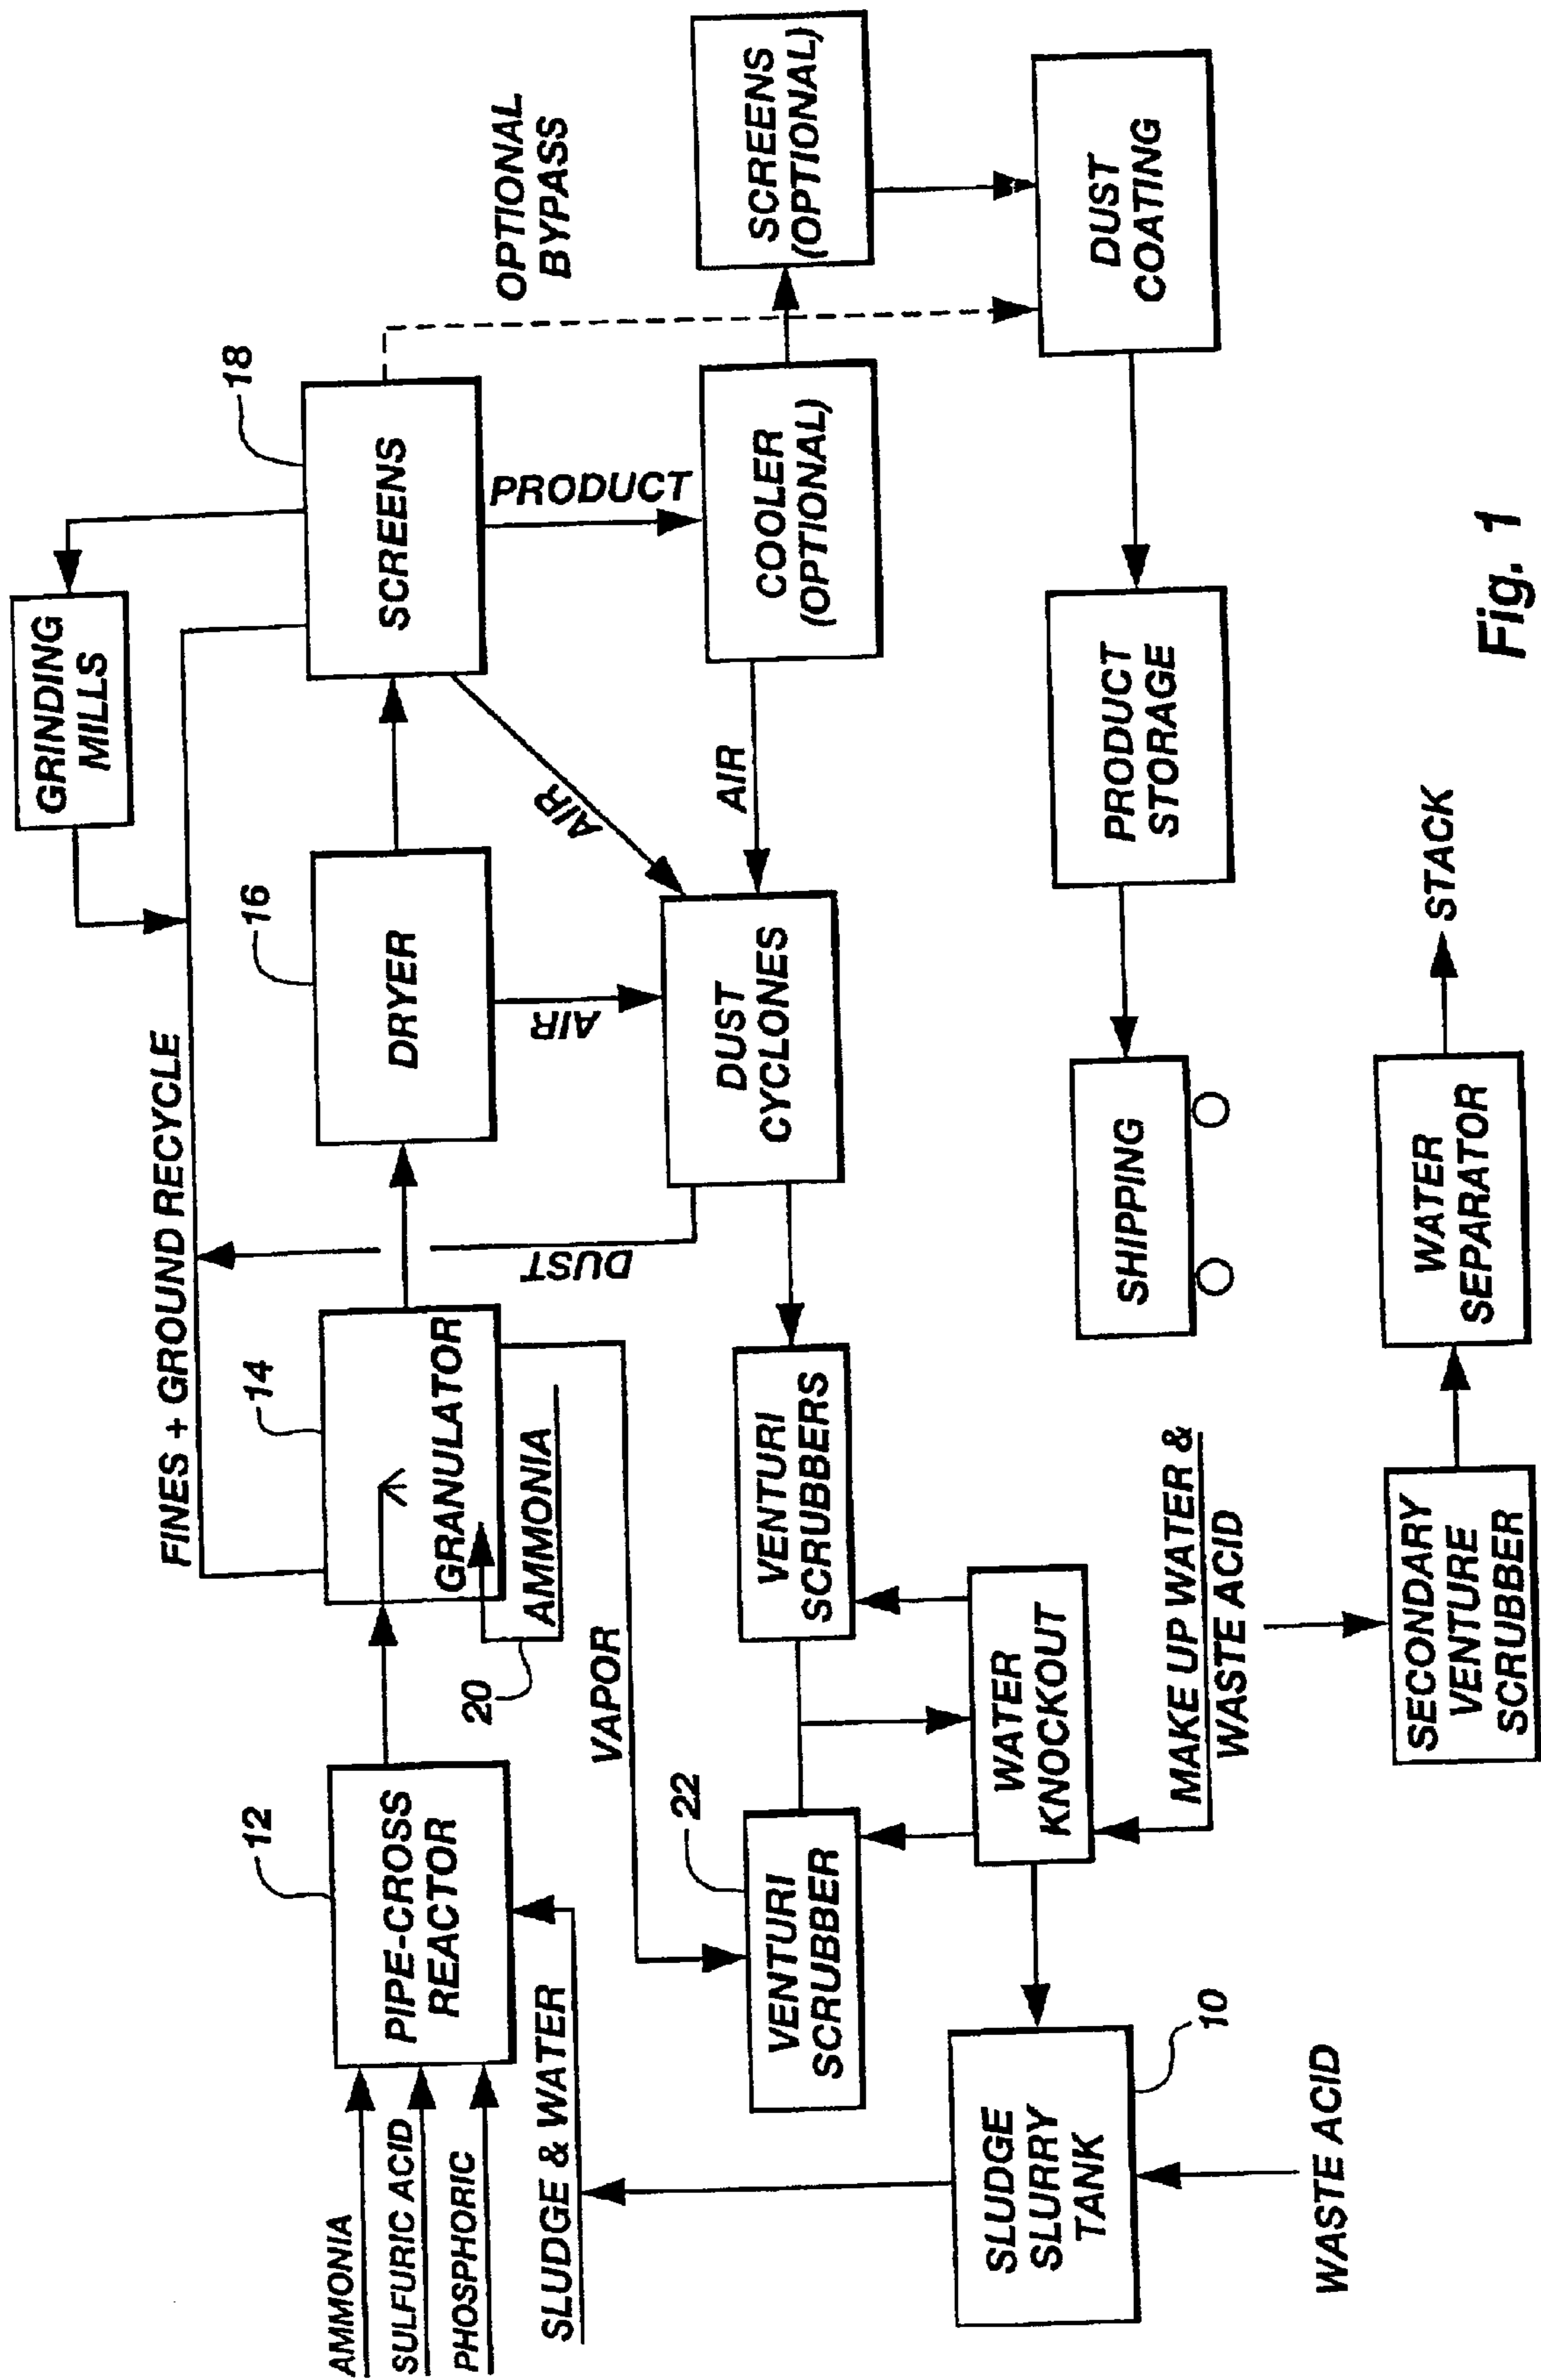 GRINDING
MILLS
FINES + GROUND RECYCLE
12
14
16
18
AMMONIA
SULFURIC ACID
PHOSPHORIC
PIPE-CROSS
REACTOR
GRANULATOR
DRYER
SCREENS
OPTIONAL
BYPASS
20
AMMONIA
SLUDGE & WATER
VAPOR
DUST
AIR
AIR
PRODUCT
AIR
22
VENTURI
SCRUBBER
VENTURI
SCRUBBERS
DUST
CYCLONES
COOLER
(OPTIONAL)
SCREENS
(OPTIONAL)
SLUDGE
SLURRY
TANK
10
WATER
KNOCKOUT
SHIPPING
PRODUCT
STORAGE
DUST
COATING
MAKE UP WATER &
WASTE ACID
WASTE ACID
SECONDARY
VENTURE
SCRUBBER
WATER
SEPARATOR
STACK
Fig. 1